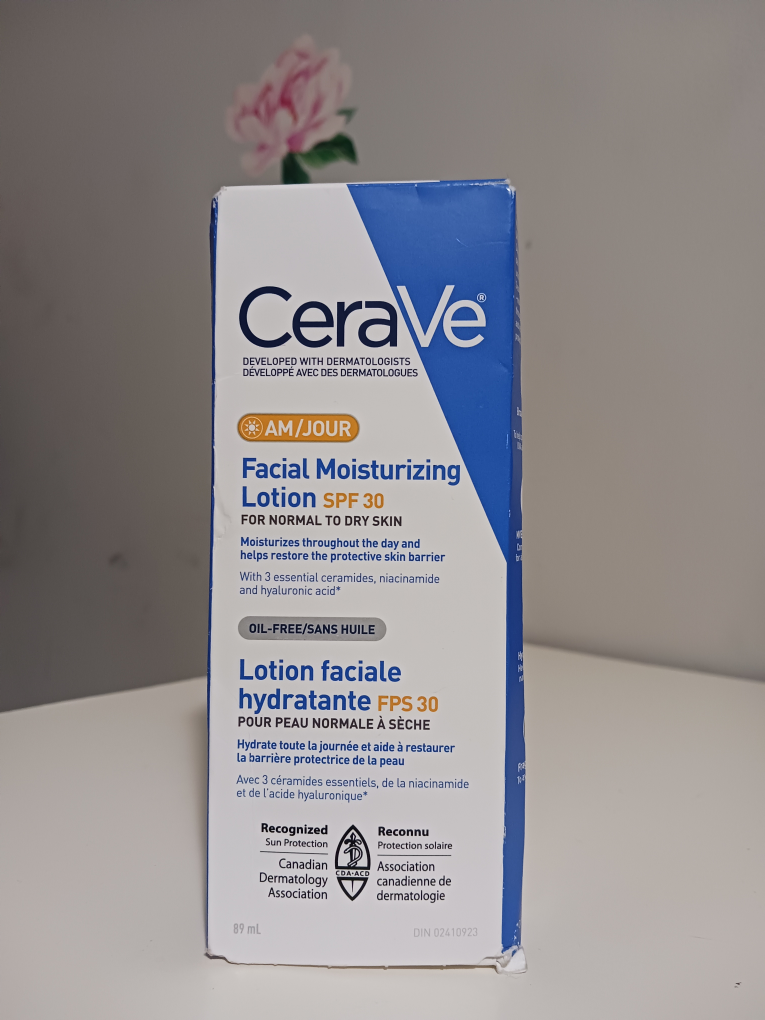 CeraVe®
DEVELOPED WITH DERMATOLOGISTS
DÉVELOPPÉ AVEC DES DERMATOLOGUES
AM/JOUR
Facial Moisturizing
Lotion SPF 30
FOR NORMAL TO DRY SKIN
Moisturizes throughout the day and
helps restore the protective skin barrier
With 3 essential ceramides, niacinamide
and hyaluronic acid*
OIL-FREE/SANS HUILE
Lotion faciale
hydratante FPS 30
POUR PEAU NORMALE À SÈCHE
Hydrate toute la journée et aide à restaurer
la barrière protectrice de la peau
Avec 3 céramides essentiels, de la niacinamide
et de l'acide hyaluronique*
Recognized
Sun Protection
Canadian
Dermatology
Association
CDA•ACD
Reconnu
Protection solaire
Association
canadienne de
dermatologie
89 mL
DIN 02410923